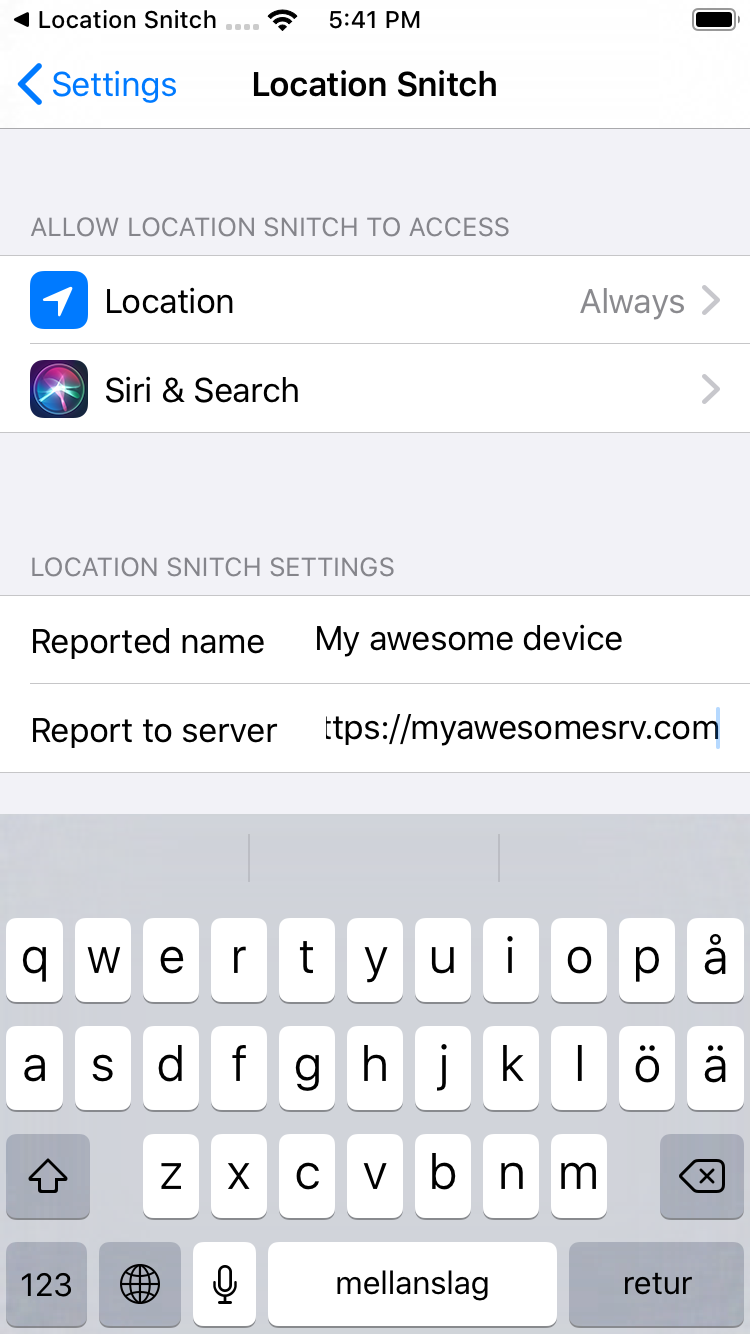 Location Snitch 5:41 PM
Settings Location Snitch
ALLOW LOCATION SNITCH TO ACCESS
Location Always
Siri & Search
LOCATION SNITCH SETTINGS
Reported name My awesome device
Report to server ttps://myawesomesrv.com
q w e r t y u i o p å
a s d f g h j k l ö ä
z x c v b n m
123 mellanslag retur